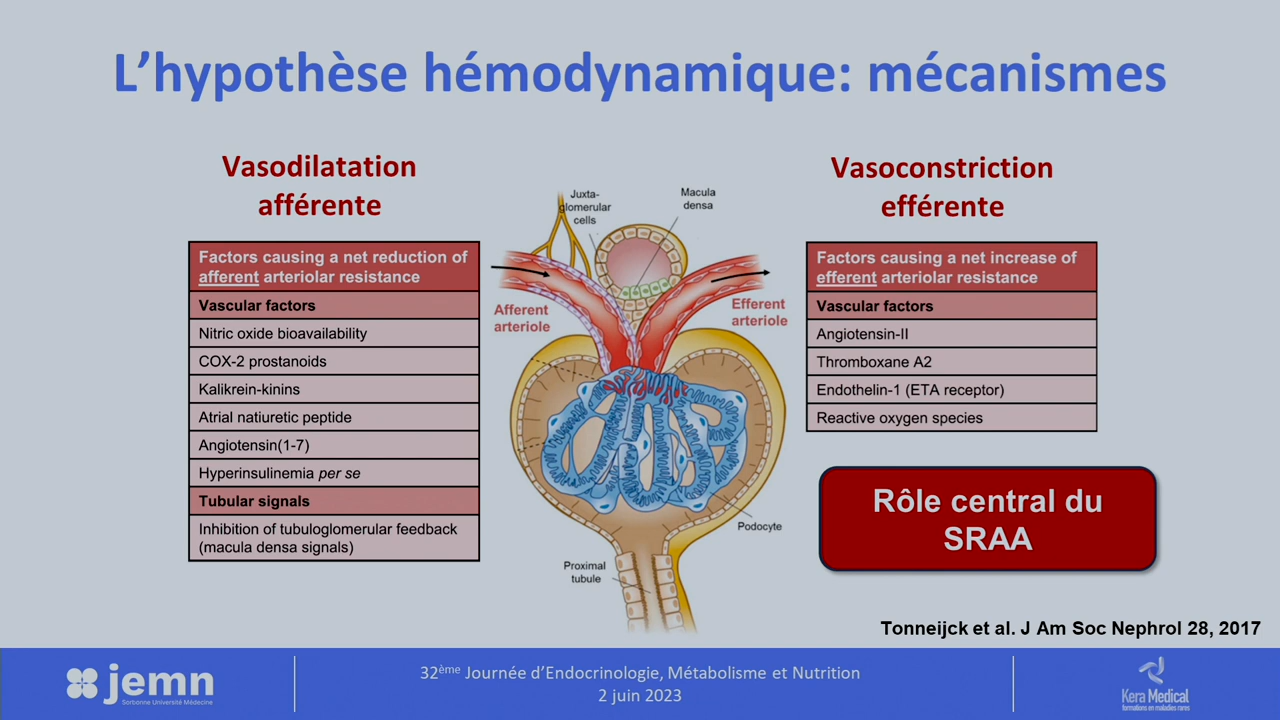 L’hypothèse hémodynamique: mécanismes
Vasodilatation
afférente
Factors causing a net reduction of
afferent arteriolar resistance
Vascular factors
Nitric oxide bioavailability
COX-2 prostanoids
Kalikrein-kinins
Atrial natiuretic peptide
Angiotensin(1-7)
Hyperinsulinemia per se
Tubular signals
Inhibition of tubuloglomerular feedback
(macula densa signals)
Juxta-
glomerular
cells
Macula
densa
Afferent
arteriole
Efferent
arteriole
Podocyte
Proximal
tubule
Vasoconstriction
efférente
Factors causing a net increase of
efferent arteriolar resistance
Vascular factors
Angiotensin-II
Thromboxane A2
Endothelin-1 (ETA receptor)
Reactive oxygen species
Rôle central du
SRAA
Tonneijck et al. J Am Soc Nephrol 28, 2017
jemn
Sorbonne Université Médecine
32ème Journée d’Endocrinologie, Métabolisme et Nutrition
2 juin 2023
Kera Medical
formations en maladies rares